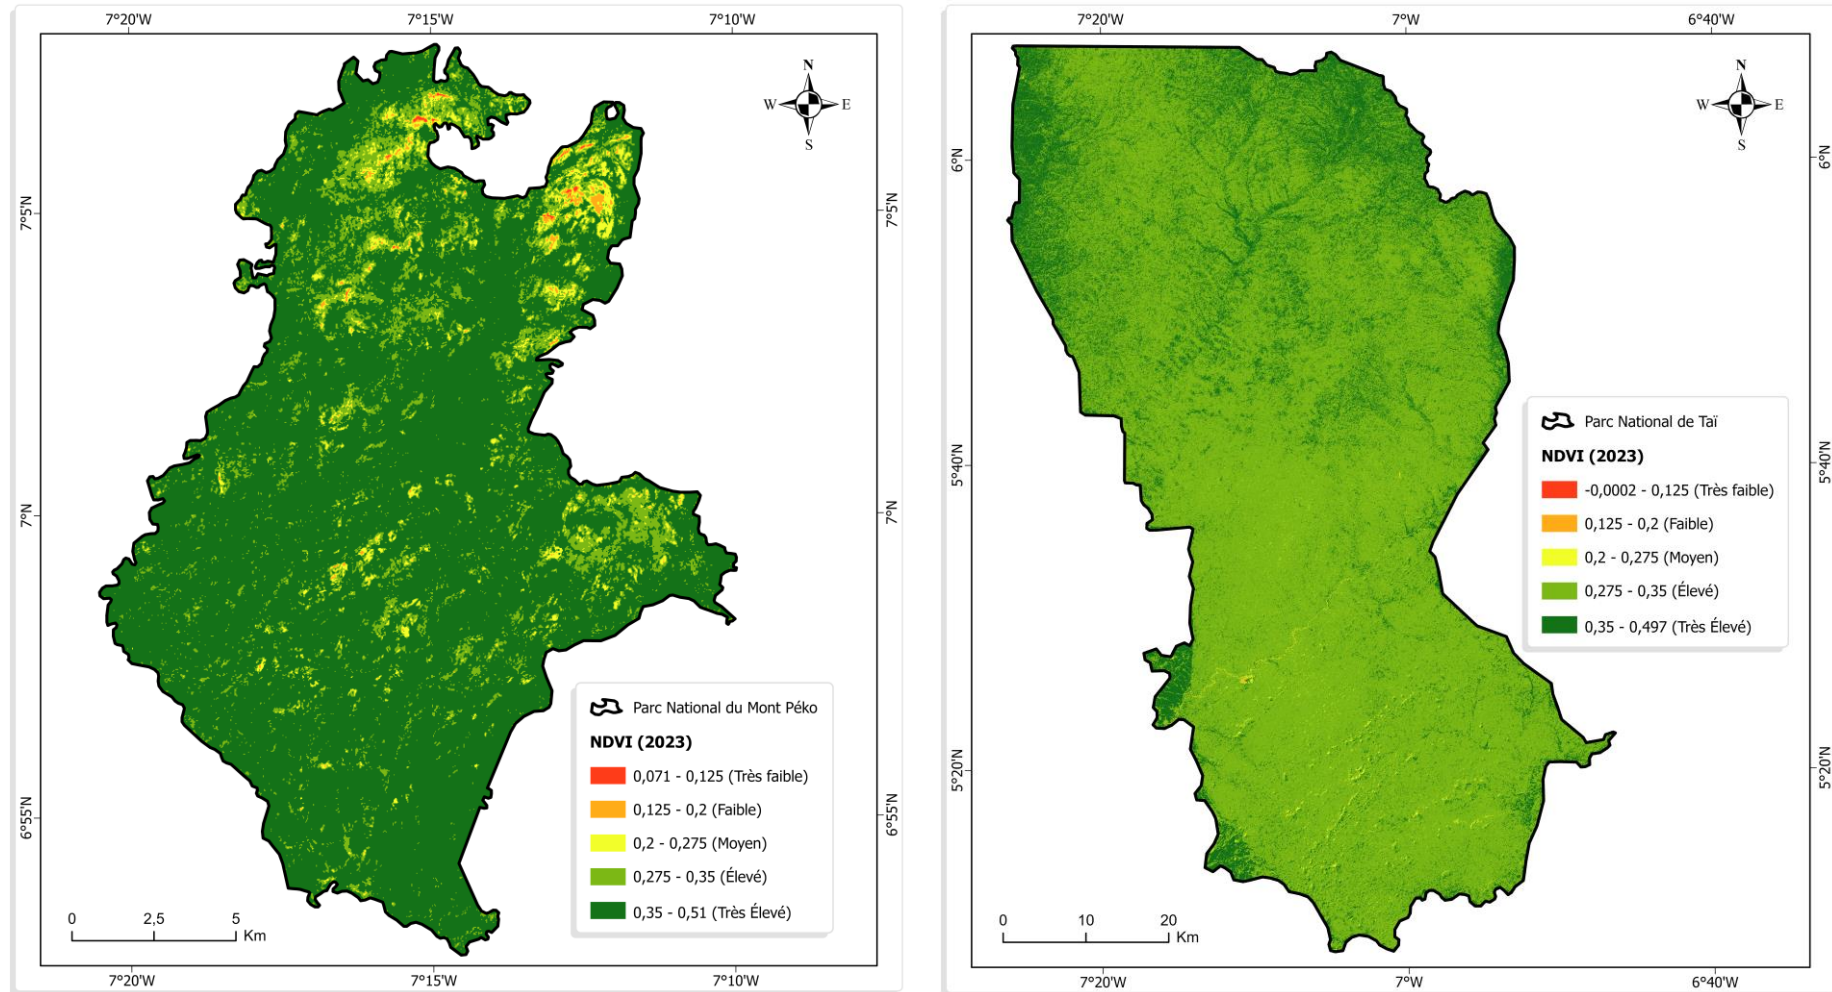 7°20'W 7°15'W 7°10'W
N
W E
S
7°5'N 7°5'N
7°N 7°N
6°55'N 6°55'N
Parc National du Mont Péko
NDVI (2023)
0,071 - 0,125 (Très faible)
0,125 - 0,2 (Faible)
0,2 - 0,275 (Moyen)
0,275 - 0,35 (Élevé)
0,35 - 0,51 (Très Élevé)
0 2,5 5
Km
7°20'W 7°15'W 7°10'W
7°20'W 7°W 6°40'W
N
W E
S
6°N 6°N
5°40'N 5°40'N
5°20'N 5°20'N
Parc National de Taï
NDVI (2023)
-0,0002 - 0,125 (Très faible)
0,125 - 0,2 (Faible)
0,2 - 0,275 (Moyen)
0,275 - 0,35 (Élevé)
0,35 - 0,497 (Très Élevé)
0 10 20
Km
7°20'W 7°W 6°40'W